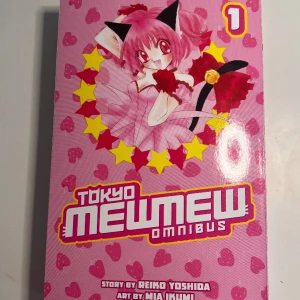 1
TOKYO
MEWMEW
OMNIBUS
STORY BY REIKO YOSHIDA
ART BY MIA IKUMI